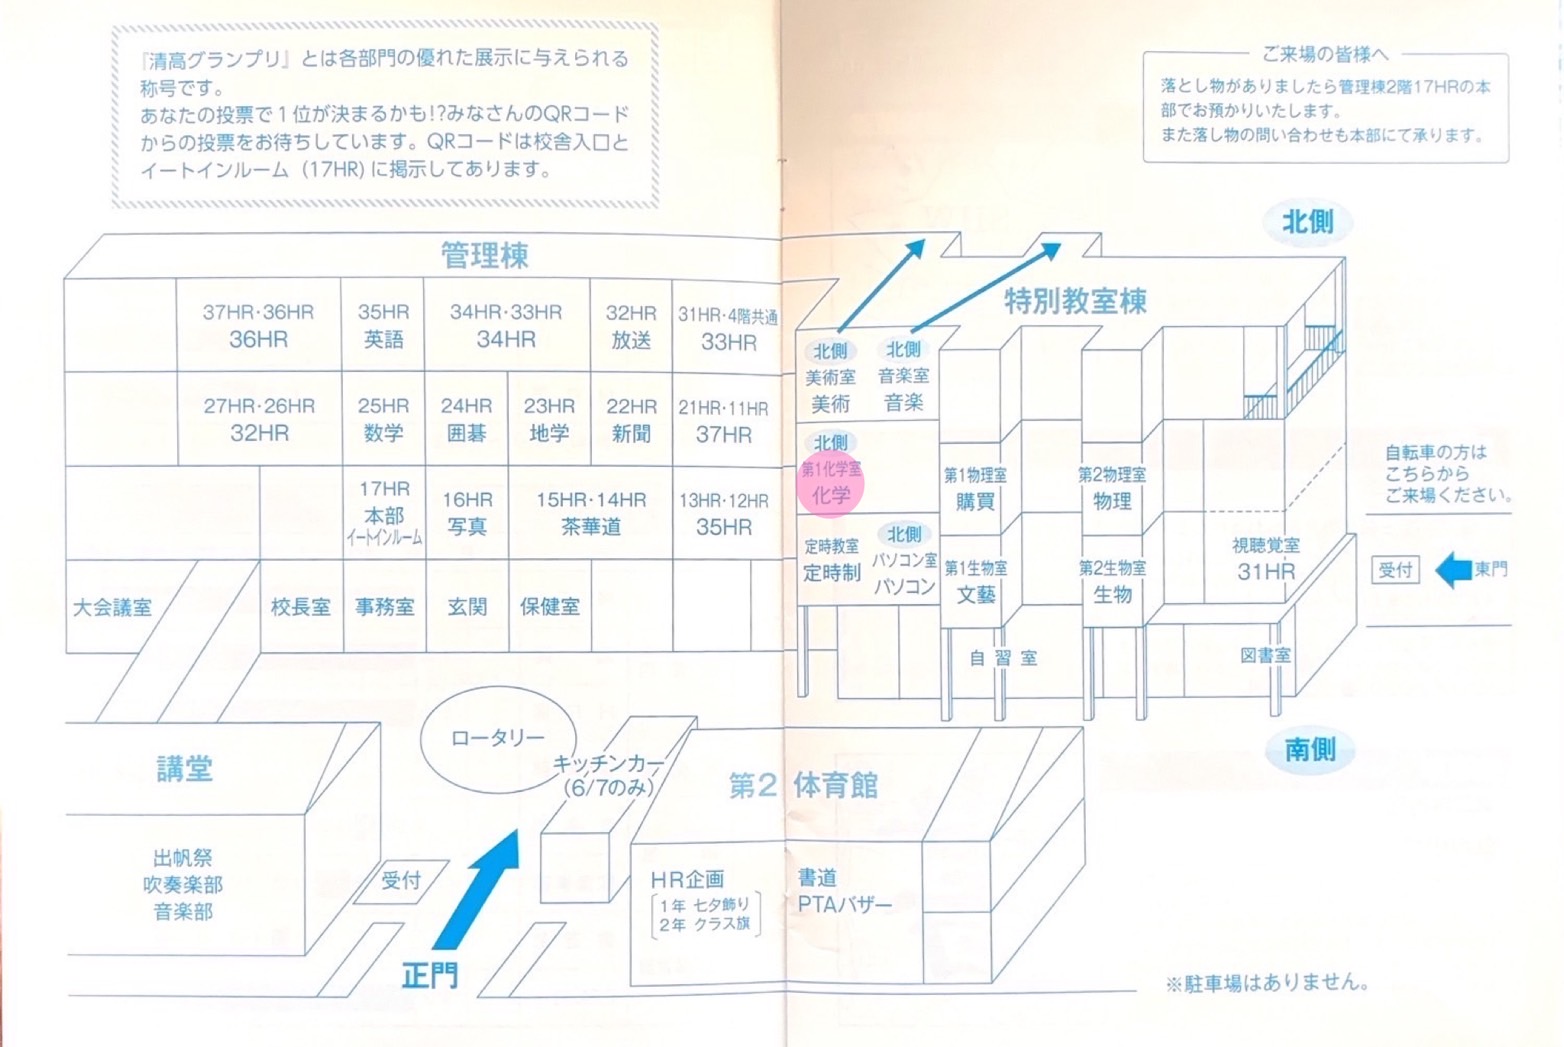 『清高グランプリ』とは各部門の優れた展示に与えられる
称号です。
あなたの投票で1位が決まるかも!?みなさんのQRコード
からの投票をお待ちしています。QRコードは校舎入口と
イートインルーム(17HR)に掲示してあります。
ご来場の皆様へ
落とし物がありましたら管理棟2階17HRの本
部でお預かりいたします。
また落し物の問い合わせも本部にて承ります。
北側
管理棟
37HR・36HR
36HR
35HR
英語
34HR・33HR
34HR
32HR
放送
31HR・4階共通
33HR
27HR・26HR
32HR
25HR
数学
24HR
囲碁
23HR
地学
22HR
新聞
21HR・11HR
37HR
17HR
本部
イートインルーム
16HR
写真
15HR・14HR
茶華道
13HR・12HR
35HR
大会議室
校長室
事務室
玄関
保健室
特別教室棟
北側
美術室
美術
北側
音楽室
音楽
北側
第1化学室
化学
第1物理室
購買
第2物理室
物理
定時教室
定時制
北側
パソコン室
パソコン
第1生物室
文藝
第2生物室
生物
視聴覚室
31HR
自習室
図書室
自転車の方は
こちらから
ご来場ください。
受付
東門
南側
講堂
出帆祭
吹奏楽部
音楽部
受付
ロータリー
キッチンカー
(6/7のみ)
正門
第2体育館
HR企画
1年 七夕飾り
2年 クラス旗
書道
PTAバザー
※駐車場はありません。